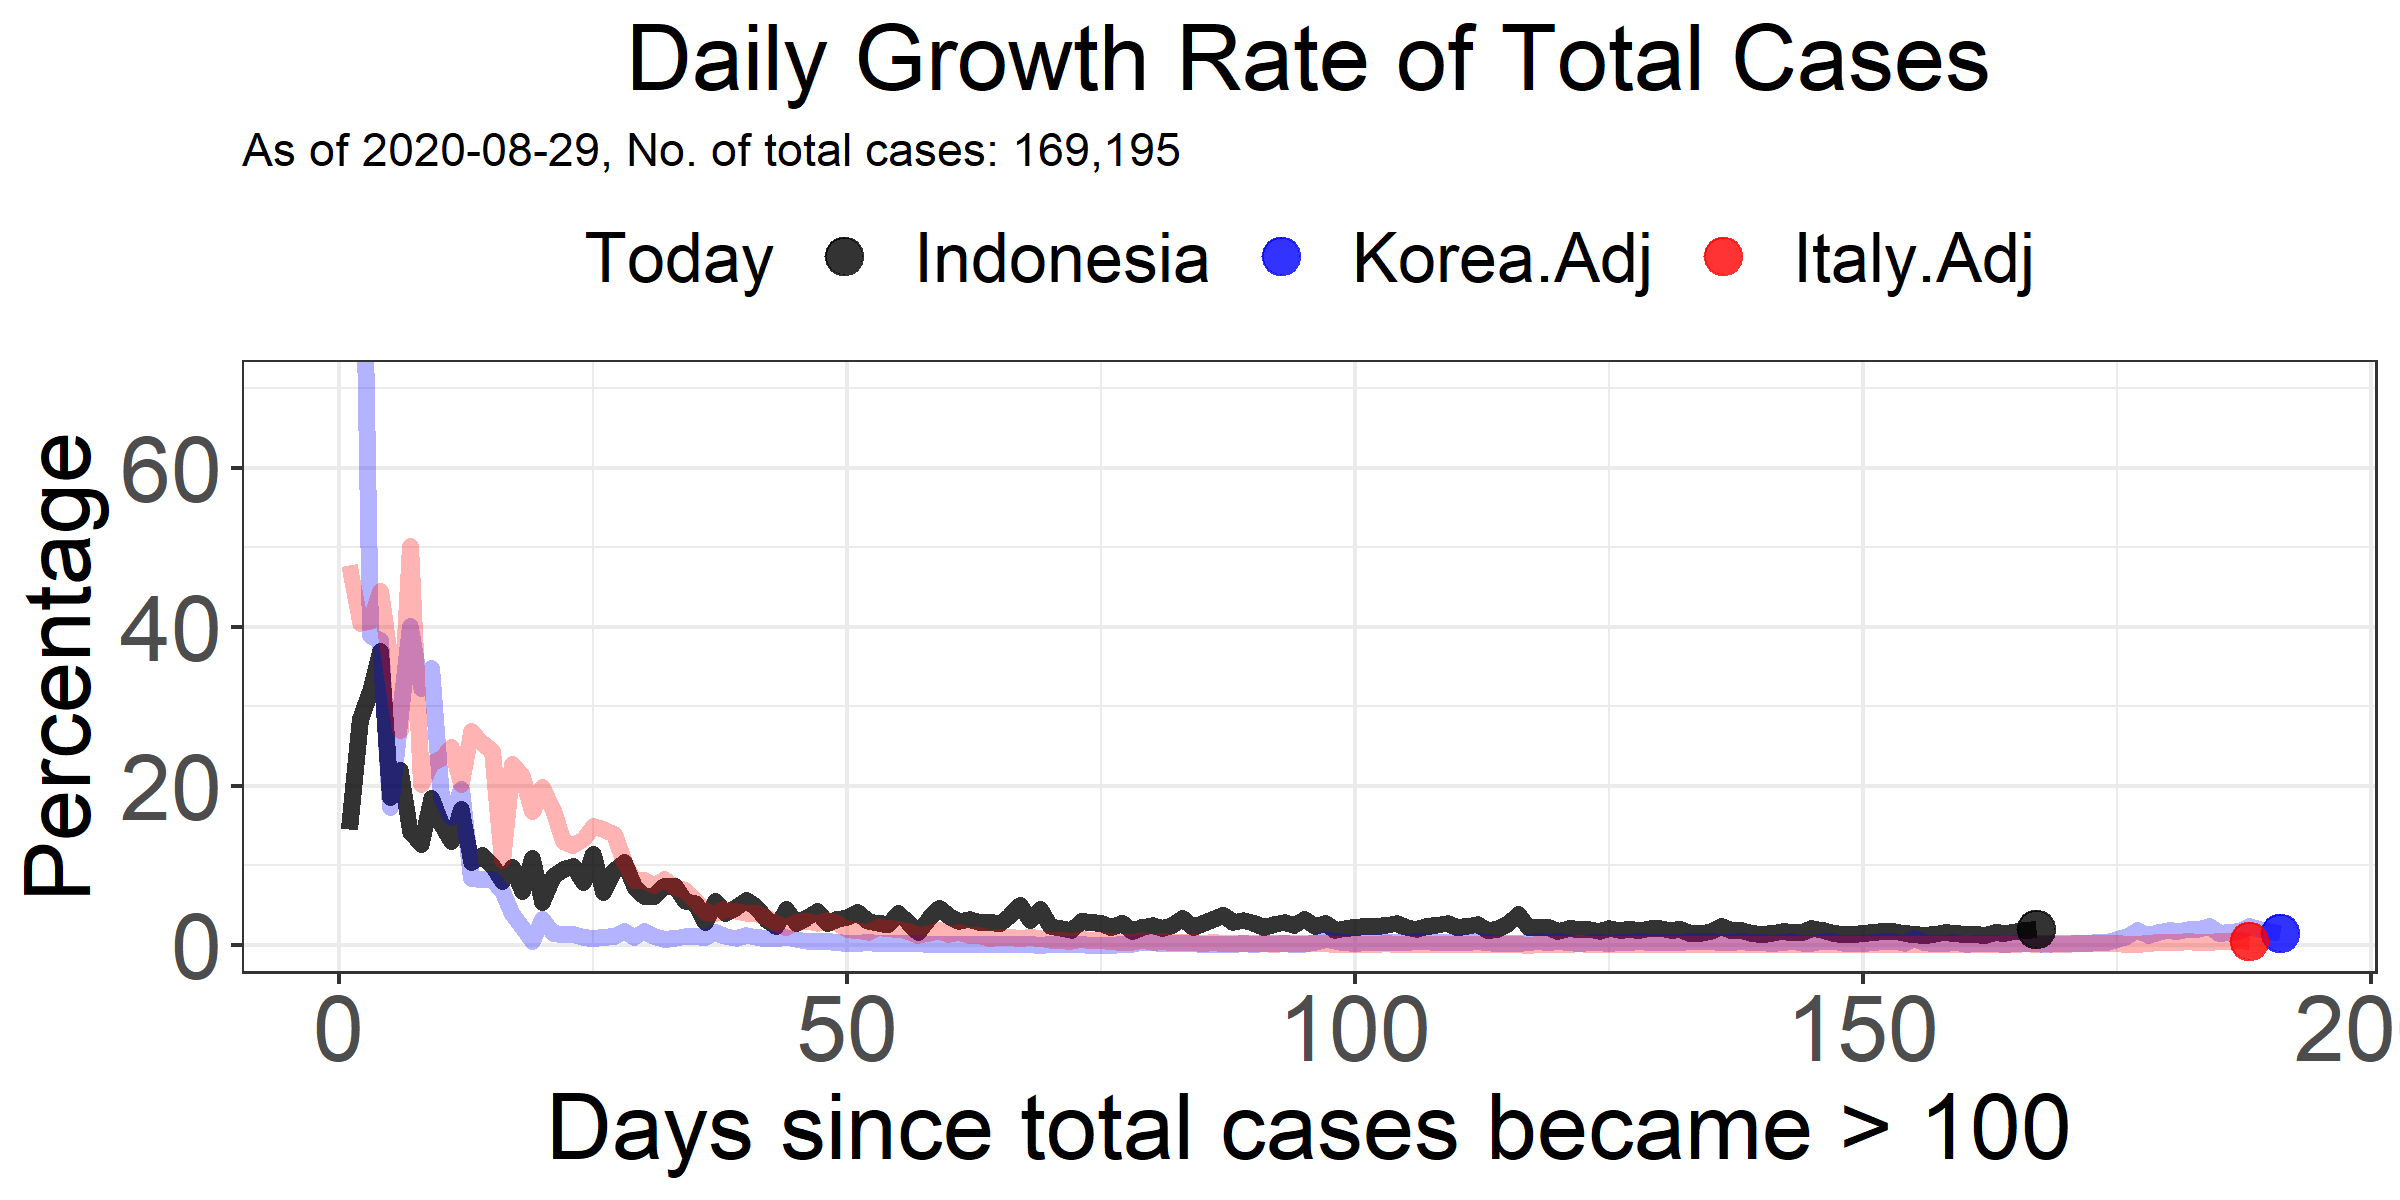 Daily Growth Rate of Total Cases
As of 2020-08-29, No. of total cases: 169,195
Today Indonesia Korea.Adj Italy.Adj
Percentage
60
40
20
0
0 50 100 150 20
Days since total cases became > 100